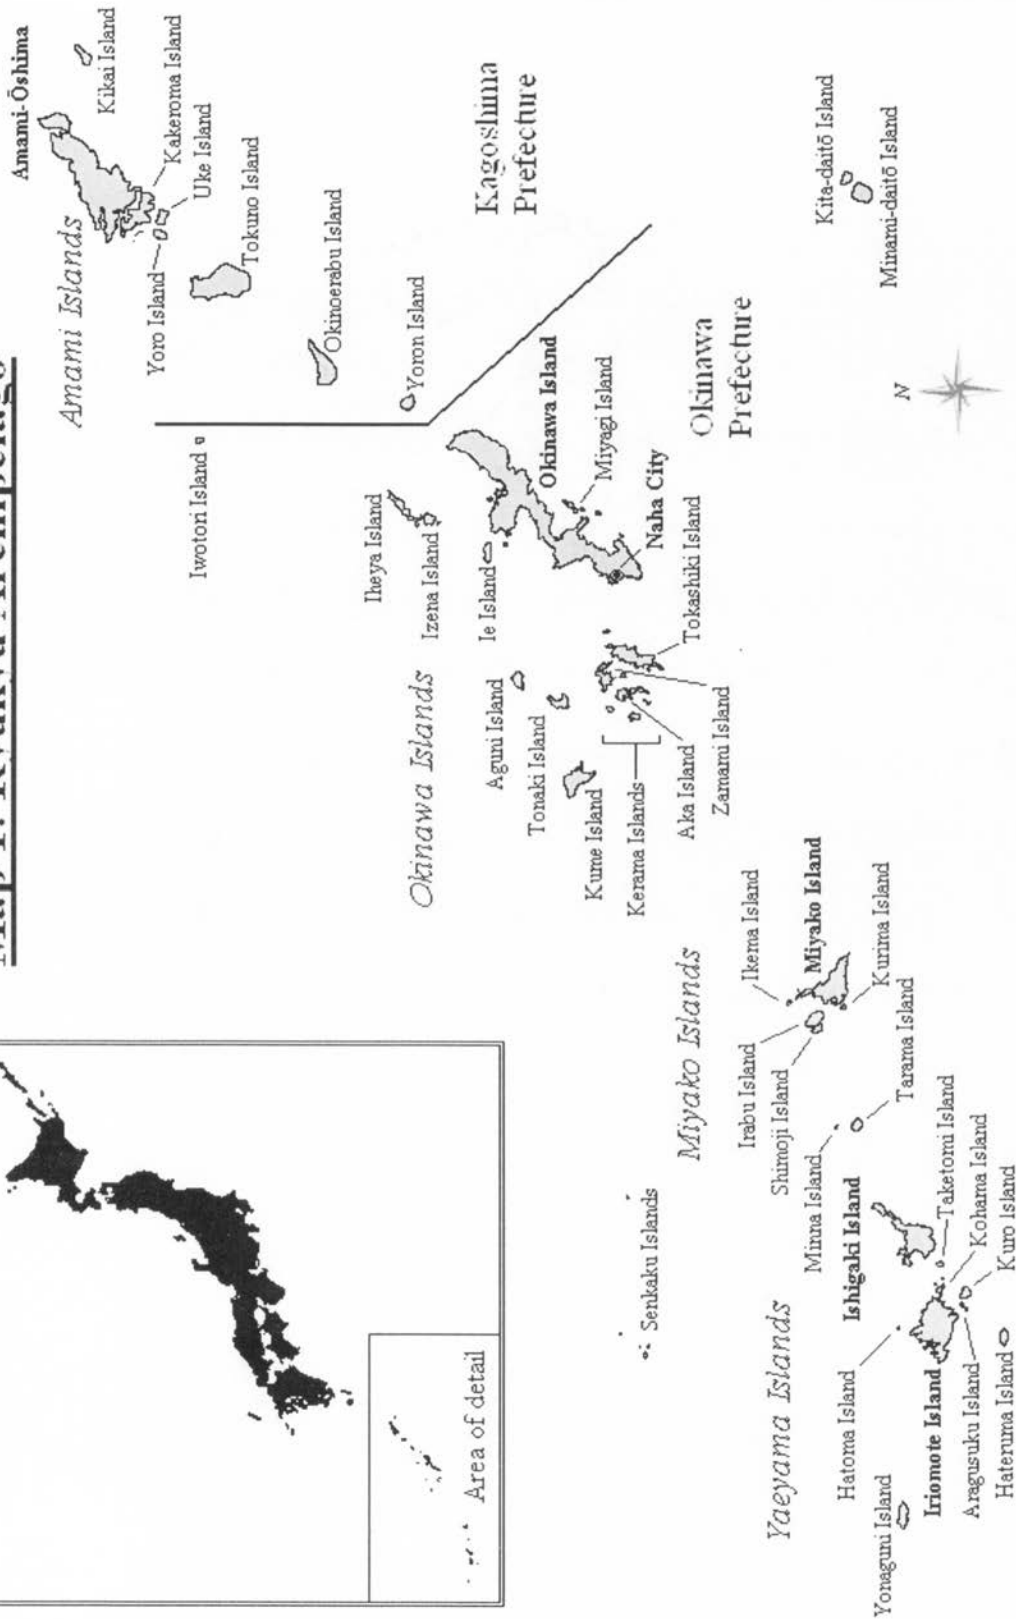 Map 1: Ryukyu Archipelago
Area of detail
Amami Islands
Amami-Ōshima
Kikai Island
Kakeroma Island
Uke Island
Yoro Island
Tokuno Island
Okinoerabu Island
Yoron Island
Kagoshima
Prefecture
Iwotori Island
Okinawa Islands
Iheya Island
Izena Island
Ie Island
Okinawa Island
Miyagi Island
Naha City
Okinawa
Prefecture
Aguni Island
Tonaki Island
Kume Island
Kerama Islands
Tokashiki Island
Aka Island
Zamami Island
Kita-daitō Island
Minami-daitō Island
N
Miyako Islands
Ikema Island
Miyako Island
Irabu Island
Shimoji Island
Kurima Island
Minna Island
Tarama Island
Senkaku Islands
Yaeyama Islands
Ishigaki Island
Hatoma Island
Taketomi Island
Kohama Island
Yonaguni Island
Iriomote Island
Aragusuku Island
Kuro Island
Hateruma Island